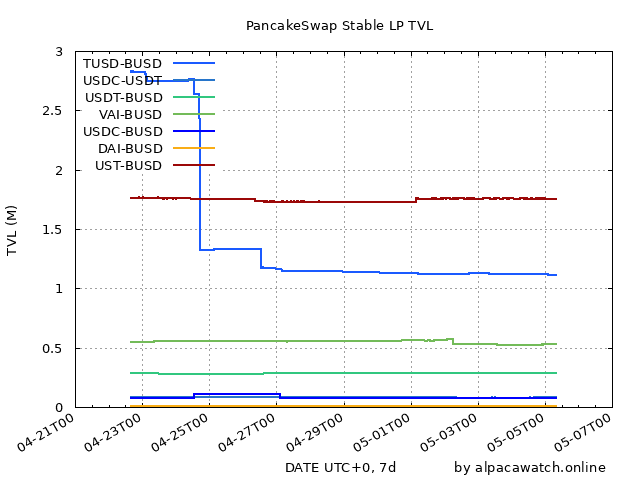 PancakeSwap Stable LP TVL
TUSD-BUSD
USDC-USDT
USDT-BUSD
VAI-BUSD
USDC-BUSD
DAI-BUSD
UST-BUSD
TVL (M)
3
2.5
2
1.5
1
0.5
0
04-21T00
04-23T00
04-25T00
04-27T00
04-29T00
05-01T00
05-03T00
05-05T00
05-07T00
DATE UTC+0, 7d
by alpacawatch.online